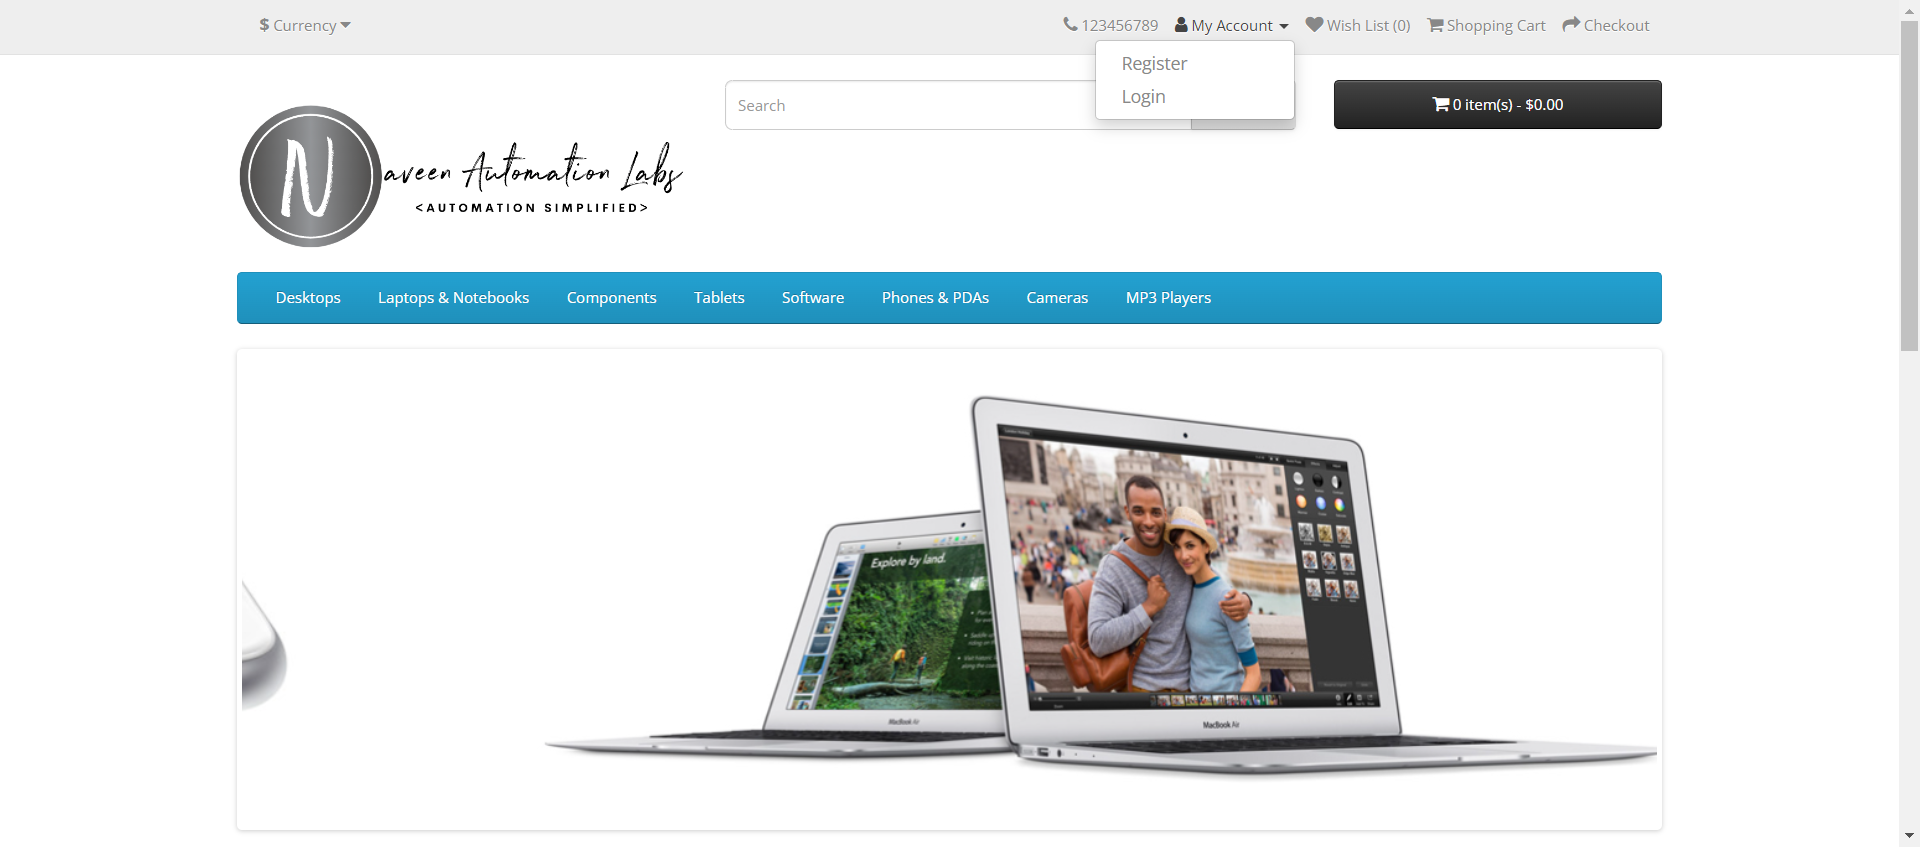 $ Currency
123456789 My Account Wish List (0) Shopping Cart Checkout
Register
Login
Search
0 item(s) - $0.00
N
aveen Automation Labs
<AUTOMATION SIMPLIFIED>
Desktops Laptops & Notebooks Components Tablets Software Phones & PDAs Cameras MP3 Players
Explore by land.
MacBook Air
MacBook Air